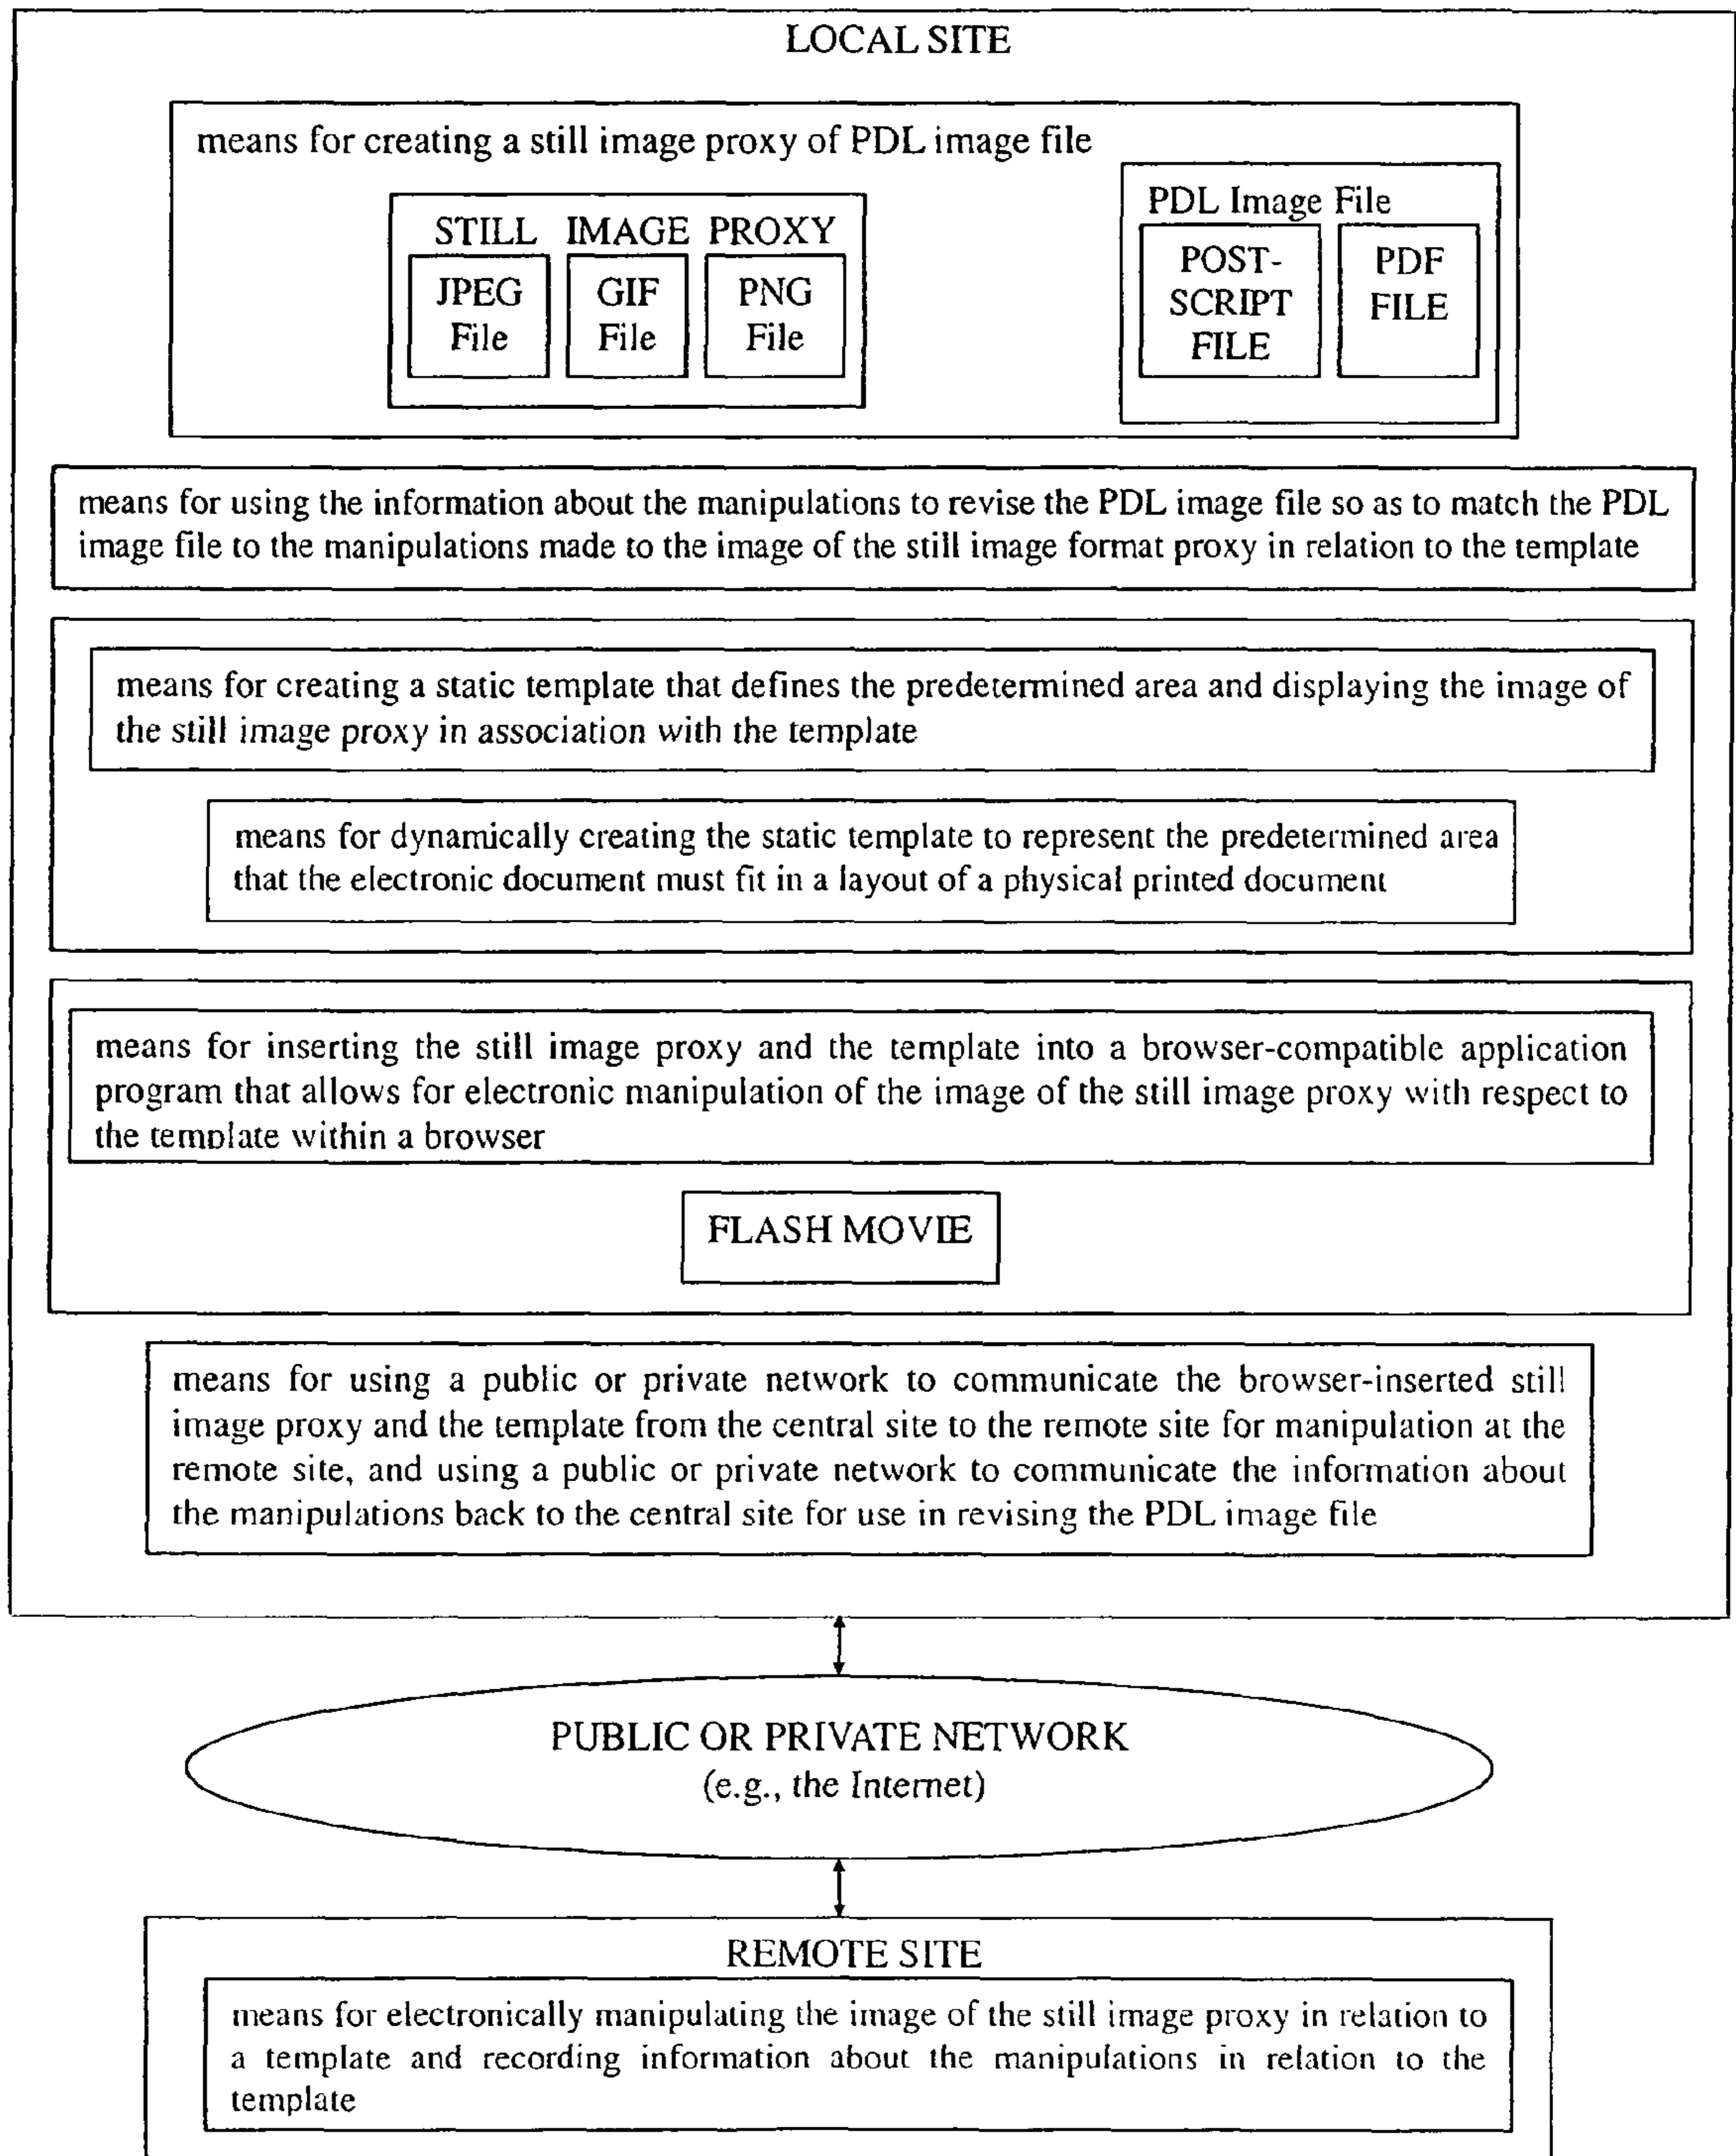 LOCAL SITE
means for creating a still image proxy of PDL image file
PDL Image File
STILL IMAGE PROXY
JPEG
File
GIF
File
PNG
File
POST-
SCRIPT
FILE
PDF
FILE
means for using the information about the manipulations to revise the PDL image file so as to match the PDL
image file to the manipulations made to the image of the still image format proxy in relation to the template
means for creating a static template that defines the predetermined area and displaying the image of
the still image proxy in association with the template
means for dynamically creating the static template to represent the predetermined area
that the electronic document must fit in a layout of a physical printed document
means for inserting the still image proxy and the template into a browser-compatible application
program that allows for electronic manipulation of the image of the still image proxy with respect to
the template within a browser
FLASH MOVIE
means for using a public or private network to communicate the browser-inserted still
image proxy and the template from the central site to the remote site for manipulation at the
remote site, and using a public or private network to communicate the information about
the manipulations back to the central site for use in revising the PDL image file
PUBLIC OR PRIVATE NETWORK
(e.g., the Internet)
REMOTE SITE
means for electronically manipulating the image of the still image proxy in relation to
a template and recording information about the manipulations in relation to the
template